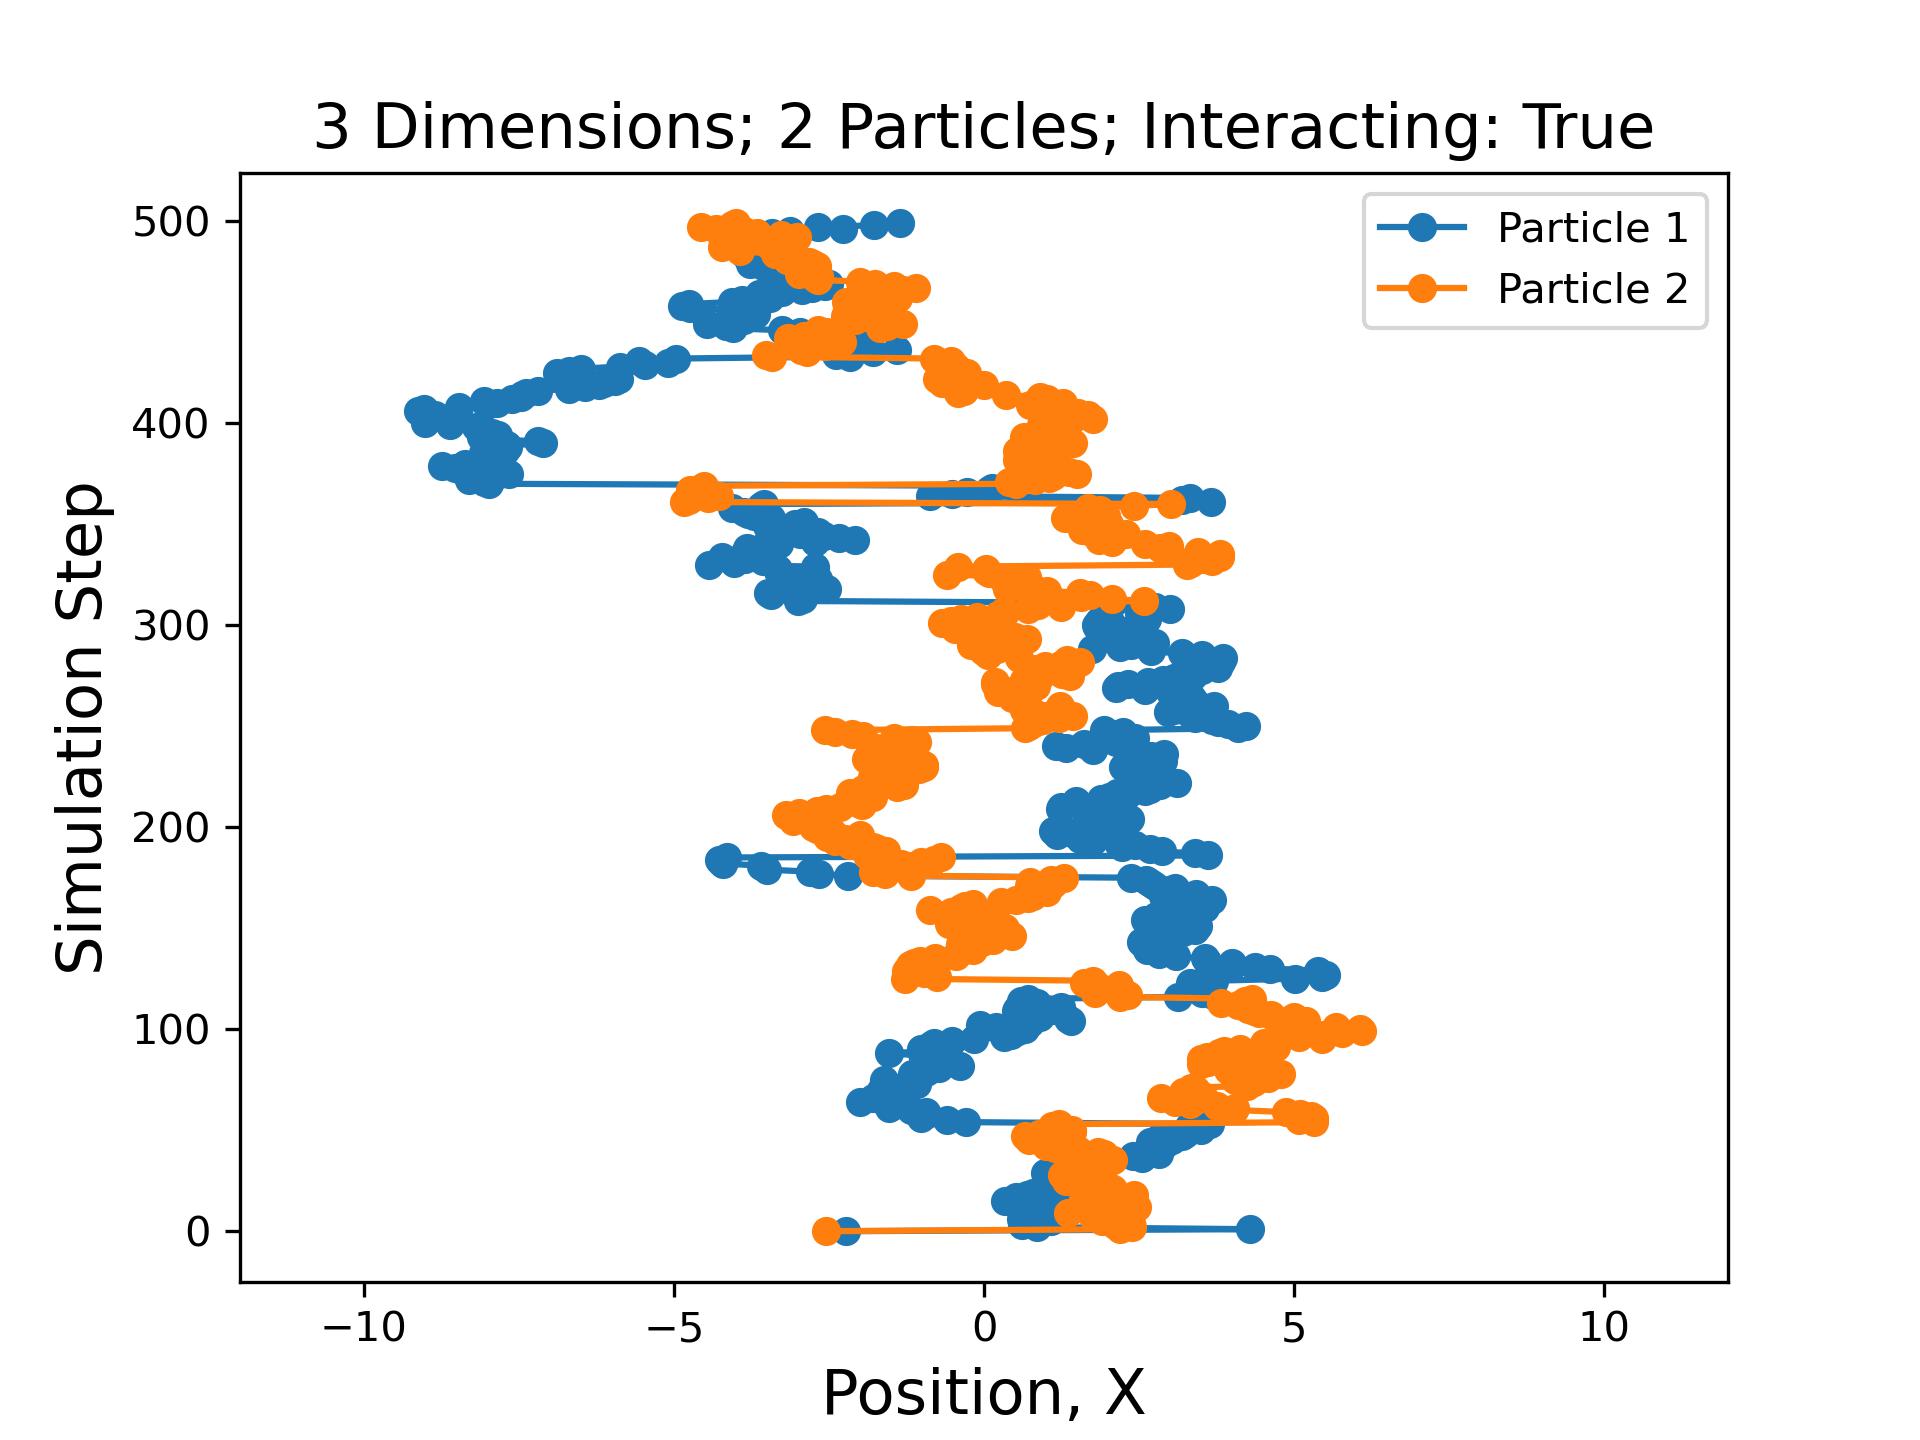 3 Dimensions; 2 Particles; Interacting: True
Particle 1
Particle 2
Simulation Step
500
400
300
200
100
0
−10
−5
0
5
10
Position, X